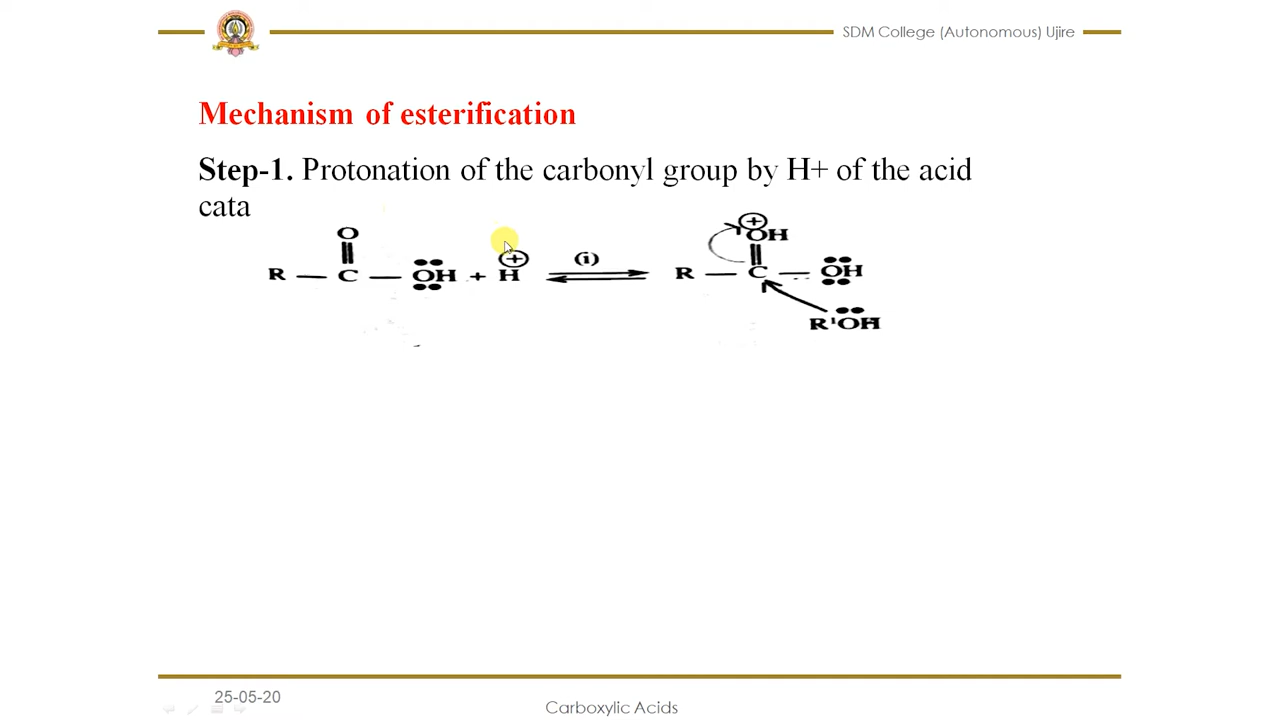 SDM College (Autonomous) Ujire
Mechanism of esterification
Step-1. Protonation of the carbonyl group by H+ of the acid
cata
O
R — C — OH + H ⊕ (i) R — C — OH
⊕ OH
R'OH
25-05-20
Carboxylic Acids